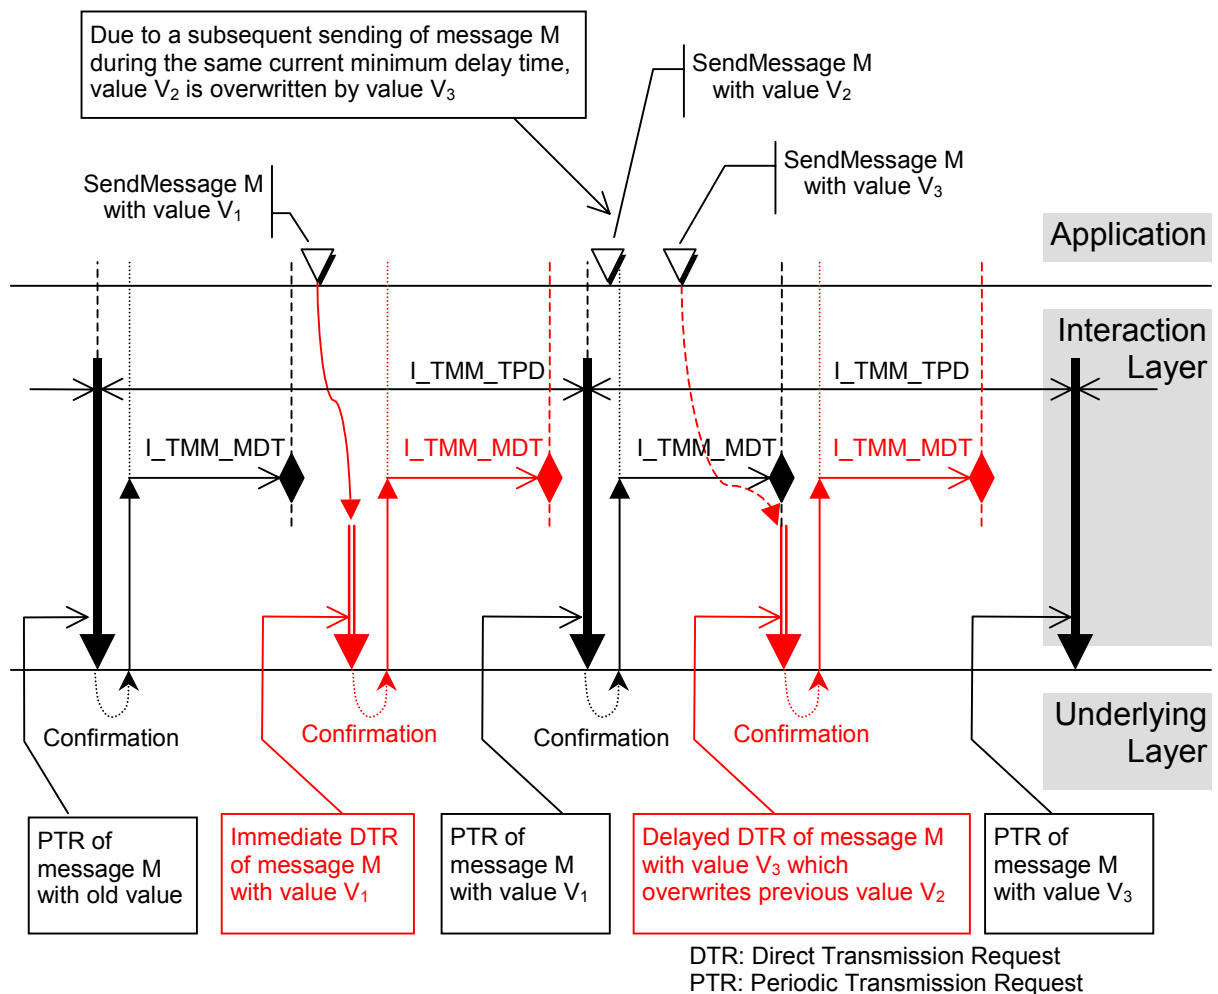 Due to a subsequent sending of message M
during the same current minimum delay time,
value V₂ is overwritten by value V₃
SendMessage M
with value V₂
SendMessage M
with value V₃
SendMessage M
with value V₁
Application
Interaction
Layer
I_TMM_TPD
I_TMM_TPD
I_TMM_MDT
I_TMM_MDT
I_TMM_MDT
I_TMM_MDT
Confirmation
Confirmation
Confirmation
Confirmation
Underlying
Layer
PTR of
message M
with old value
Immediate DTR
of message M
with value V₁
PTR of
message M
with value V₁
Delayed DTR of message M
with value V₃ which
overwrites previous value V₂
PTR of
message M
with value V₃
DTR: Direct Transmission Request
PTR: Periodic Transmission Request